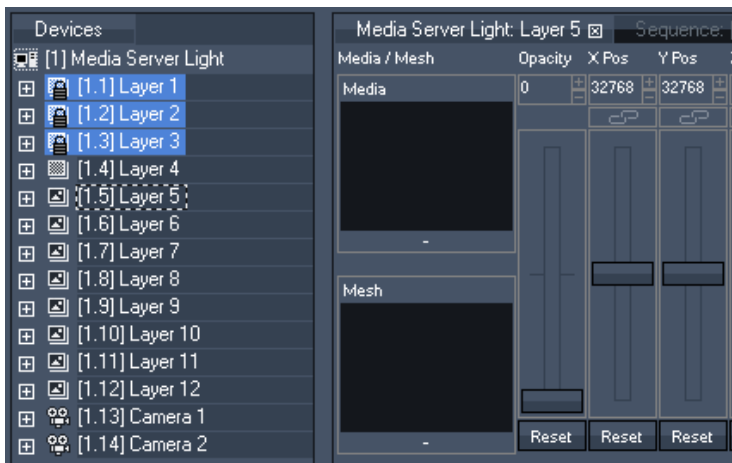 Devices
[1] Media Server Light
[1.1] Layer 1
[1.2] Layer 2
[1.3] Layer 3
[1.4] Layer 4
[1.5] Layer 5
[1.6] Layer 6
[1.7] Layer 7
[1.8] Layer 8
[1.9] Layer 9
[1.10] Layer 10
[1.11] Layer 11
[1.12] Layer 12
[1.13] Camera 1
[1.14] Camera 2
Media Server Light: Layer 5 Sequence:
Media / Mesh Opacity X Pos Y Pos
Media 0 32768 32768
-
Mesh
-
Reset Reset Reset